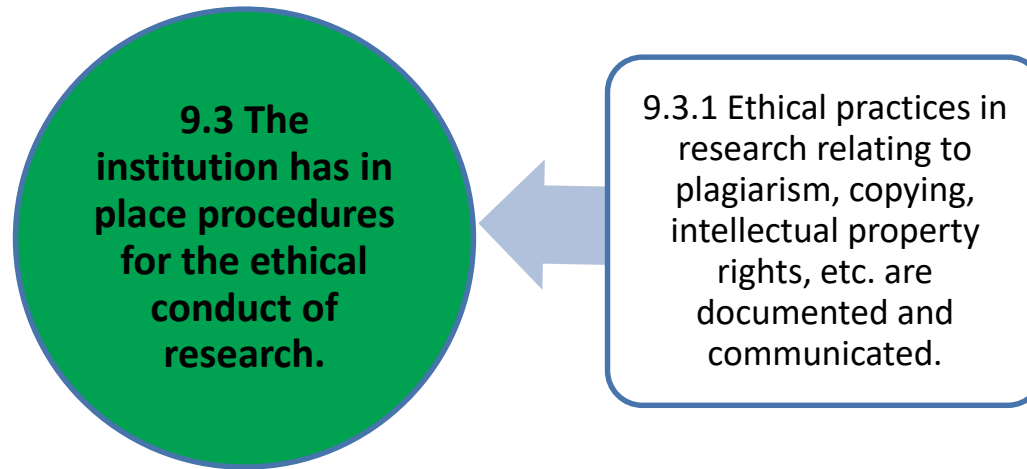 9.3 The
institution has in
place procedures
for the ethical
conduct of
research.
9.3.1 Ethical practices in
research relating to
plagiarism, copying,
intellectual property
rights, etc. are
documented and
communicated.